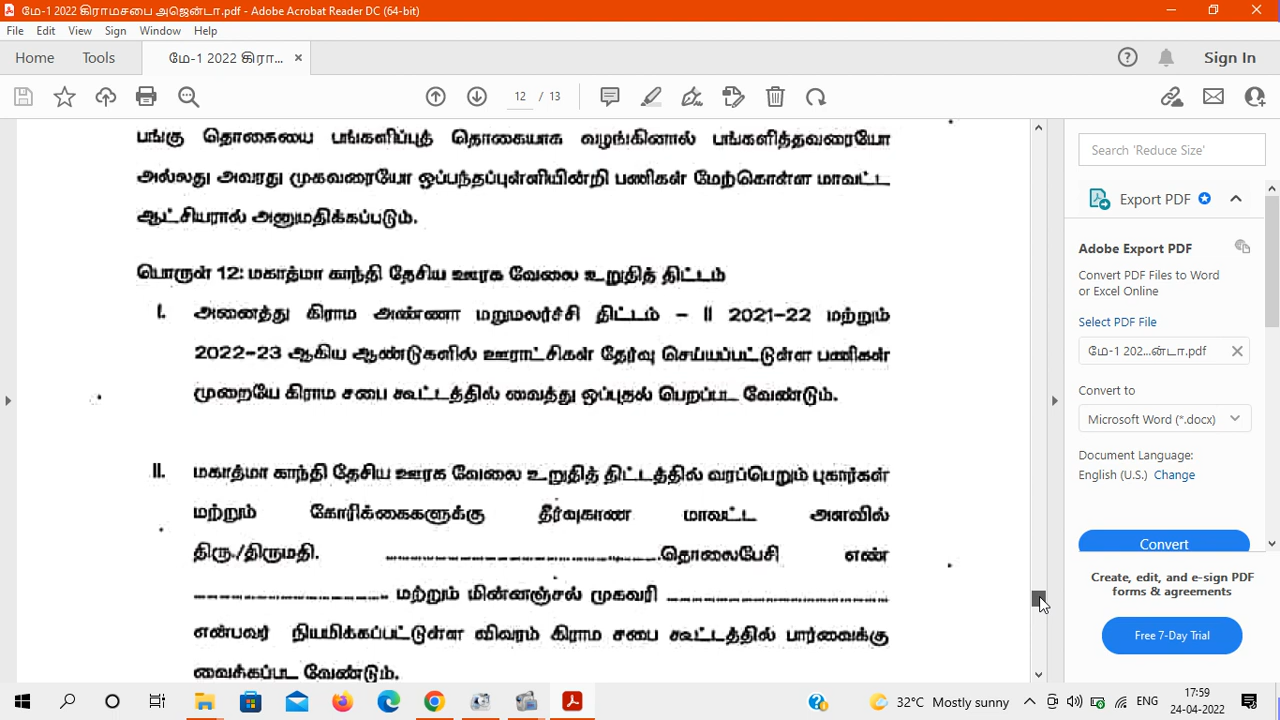 மே-1 2022 கிராமசபை அஜெண்டா.pdf - Adobe Acrobat Reader DC (64-bit)
File Edit View Sign Window Help
Home Tools மே-1 2022 கிரா... × Sign In
12 / 13
பங்கு தொகையை பங்களிப்புத் தொகையாக வழங்கினால் பங்களித்தவரையோ
அல்லது அவரது முகவரையோ ஒப்பந்தப்புள்ளியின்றி பணிகள் மேற்கொள்ள மாவட்ட
ஆட்சியரால் அனுமதிக்கப்படும்.
பொருள் 12: மகாத்மா காந்தி தேசிய ஊரக வேலை உறுதித் திட்டம்
I. அனைத்து கிராம அண்ணா மறுமலர்ச்சி திட்டம் – II 2021-22 மற்றும்
2022-23 ஆகிய ஆண்டுகளில் ஊராட்சிகள் தேர்வு செய்யப்பட்டுள்ள பணிகள்
முறையே கிராம சபை கூட்டத்தில் வைத்து ஒப்புதல் பெறப்பட வேண்டும்.
II. மகாத்மா காந்தி தேசிய ஊரக வேலை உறுதித் திட்டத்தில் வரப்பெறும் புகார்கள்
மற்றும் கோரிக்கைகளுக்கு தீர்வுகாண மாவட்ட அளவில்
திரு./திருமதி. ........................................தொலைபேசி எண்
............................ மற்றும் மின்னஞ்சல் முகவரி ................................
என்பவர் நியமிக்கப்பட்டுள்ள விவரம் கிராம சபை கூட்டத்தில் பார்வைக்கு
வைக்கப்பட வேண்டும்.
Search 'Reduce Size'
Export PDF
Adobe Export PDF
Convert PDF Files to Word
or Excel Online
Select PDF File
மே-1 202...ன்டா.pdf
Convert to
Microsoft Word (*.docx)
Document Language:
English (U.S.) Change
Convert
Create, edit, and e-sign PDF
forms & agreements
Free 7-Day Trial
32°C Mostly sunny ENG 17:59
24-04-2022